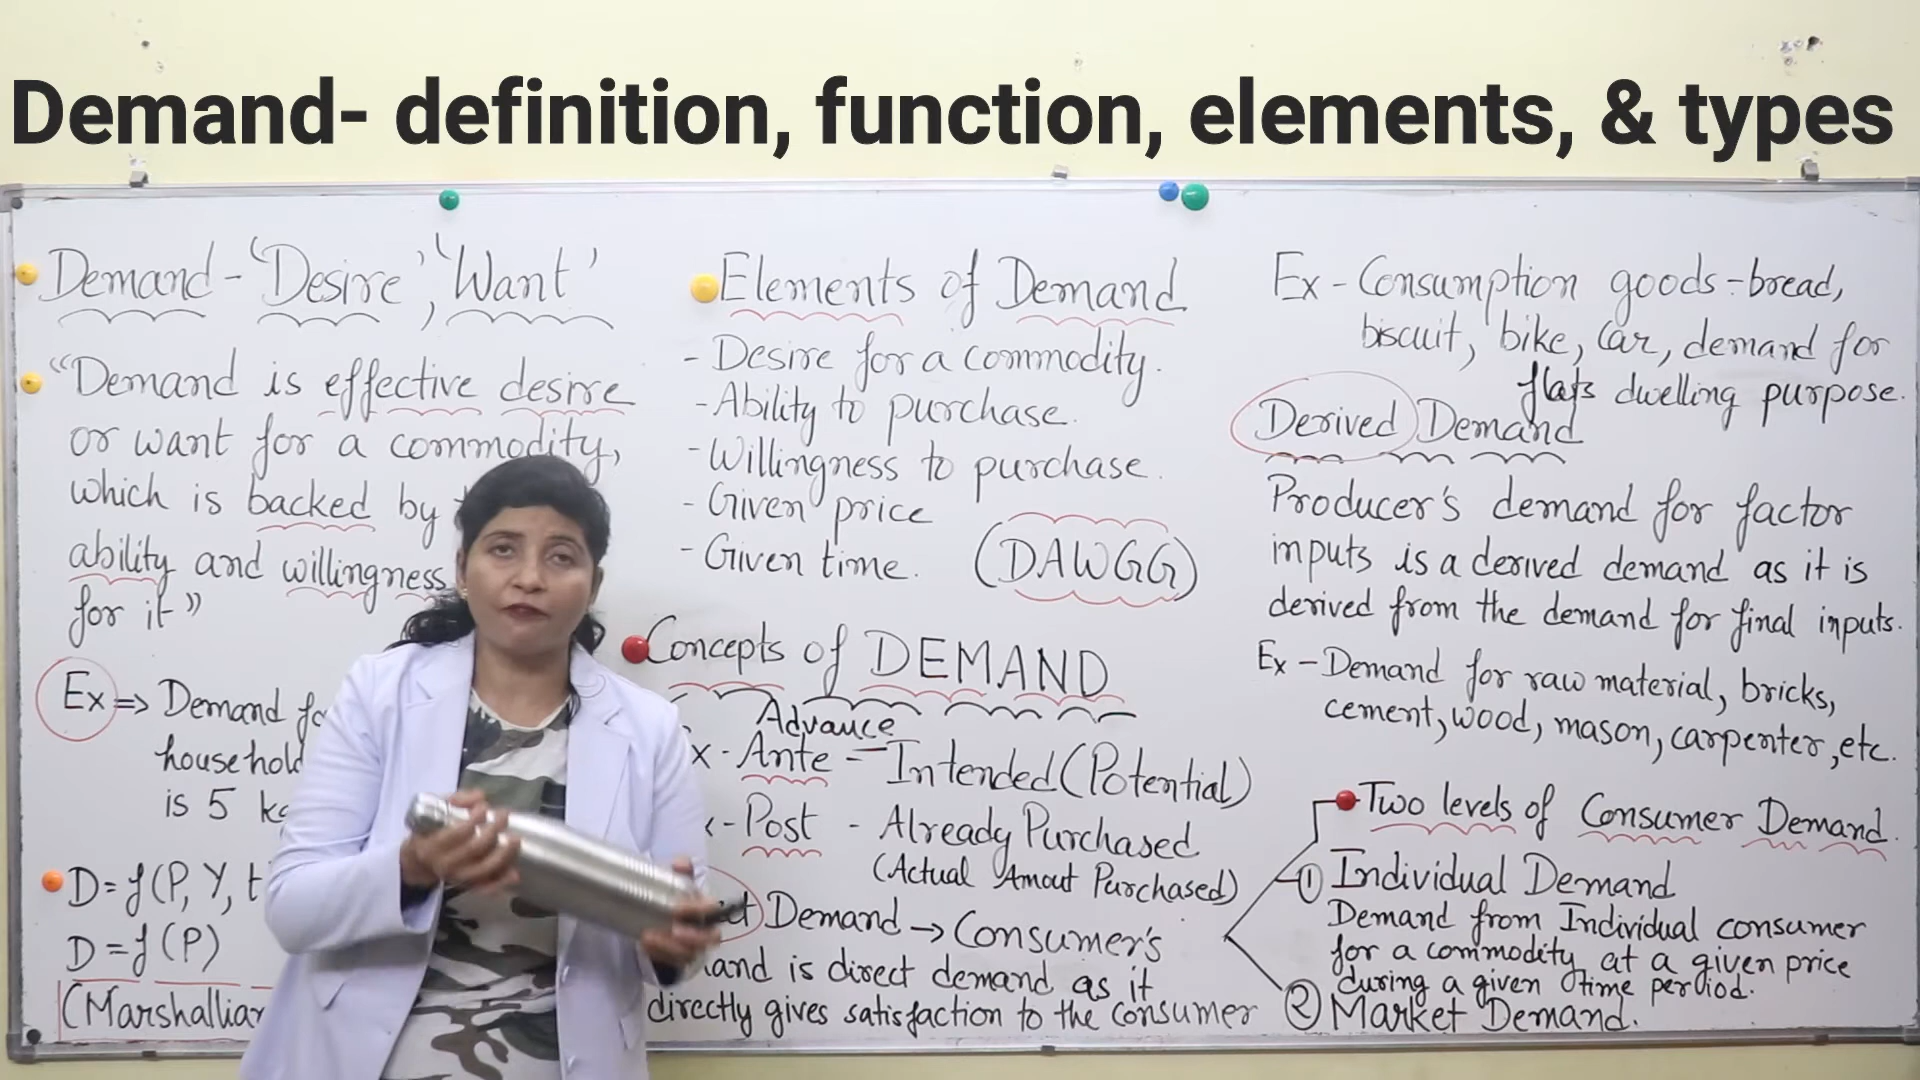 Demand- definition, function, elements, & types
Demand - 'Desire', 'Want'
"Demand is effective desire
or want for a commodity,
which is backed by
ability and willingness
for it"
Ex => Demand
household
is 5
D = f(P, Y,
D = f(P)
(Marshallian
Elements of Demand
- Desire for a commodity.
- Ability to purchase.
- Willingness to purchase.
- Given price
- Given time. (DAWGG)
Concepts of DEMAND
Advance
- Ante - Intended (Potential)
- Post - Already Purchased
(Actual Amout Purchased)
Demand → Consumer's
is direct demand as it
directly gives satisfaction to the consumer
Ex - Consumption goods - bread,
biscuit, bike, car, demand for
flats dwelling purpose.
Derived Demand
Producer's demand for factor
inputs is a derived demand as it is
derived from the demand for final inputs.
Ex - Demand for raw material, bricks,
cement, wood, mason, carpenter, etc.
Two levels of Consumer Demand.
① Individual Demand
Demand from Individual consumer
for a commodity at a given price
during a given time period.
② Market Demand.